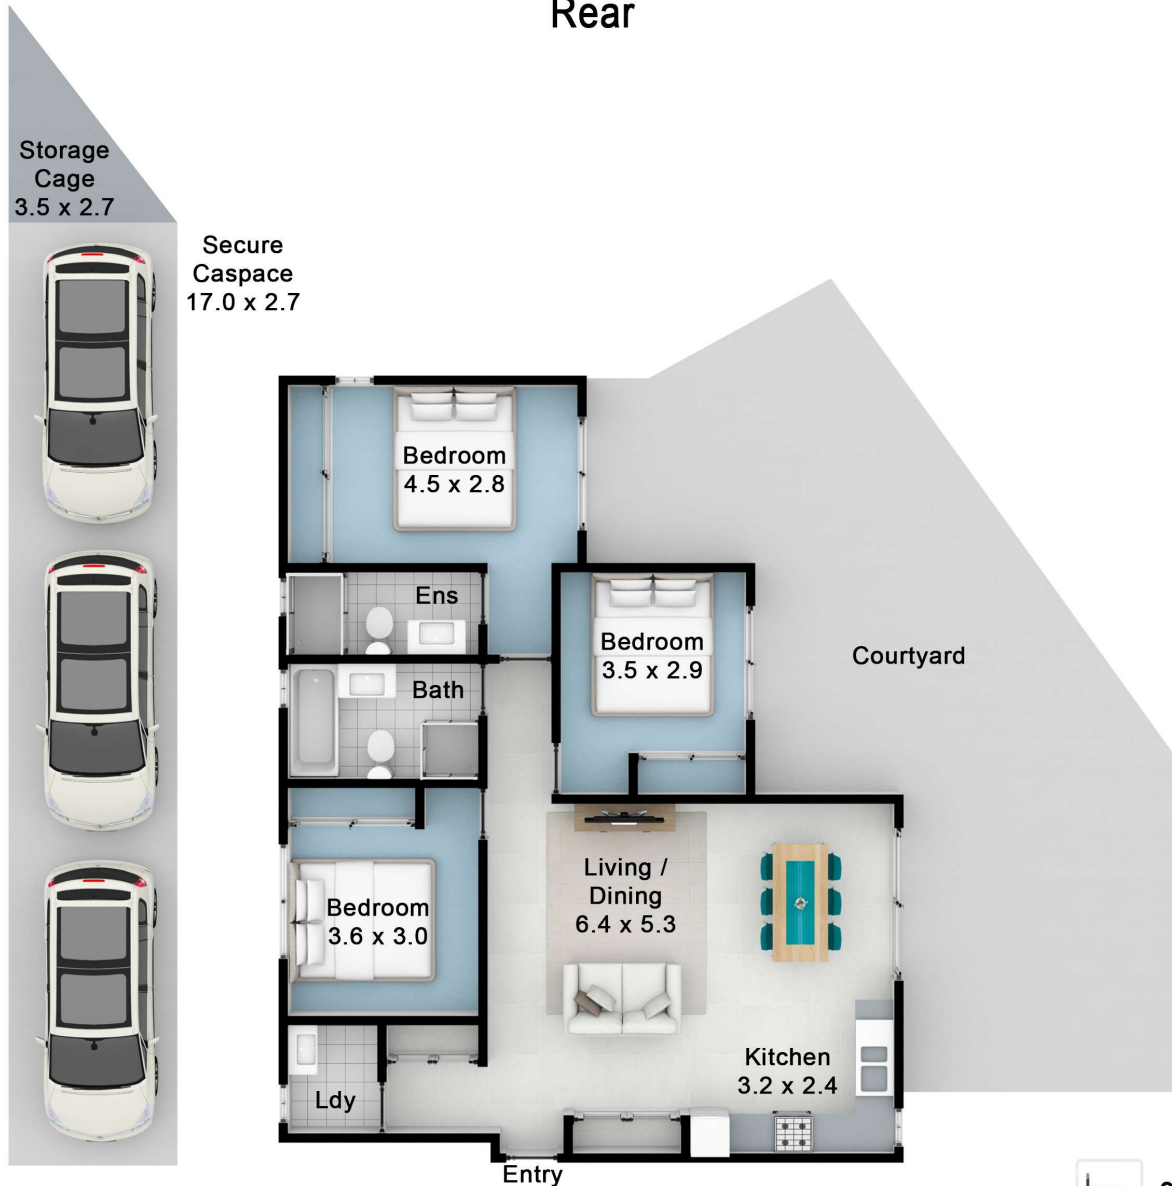 Rear
Storage
Cage
3.5 x 2.7
Secure
Caspace
17.0 x 2.7
Bedroom
4.5 x 2.8
Ens
Bedroom
3.5 x 2.9
Courtyard
Bath
Living /
Dining
6.4 x 5.3
Bedroom
3.6 x 3.0
Kitchen
3.2 x 2.4
Ldy
Entry